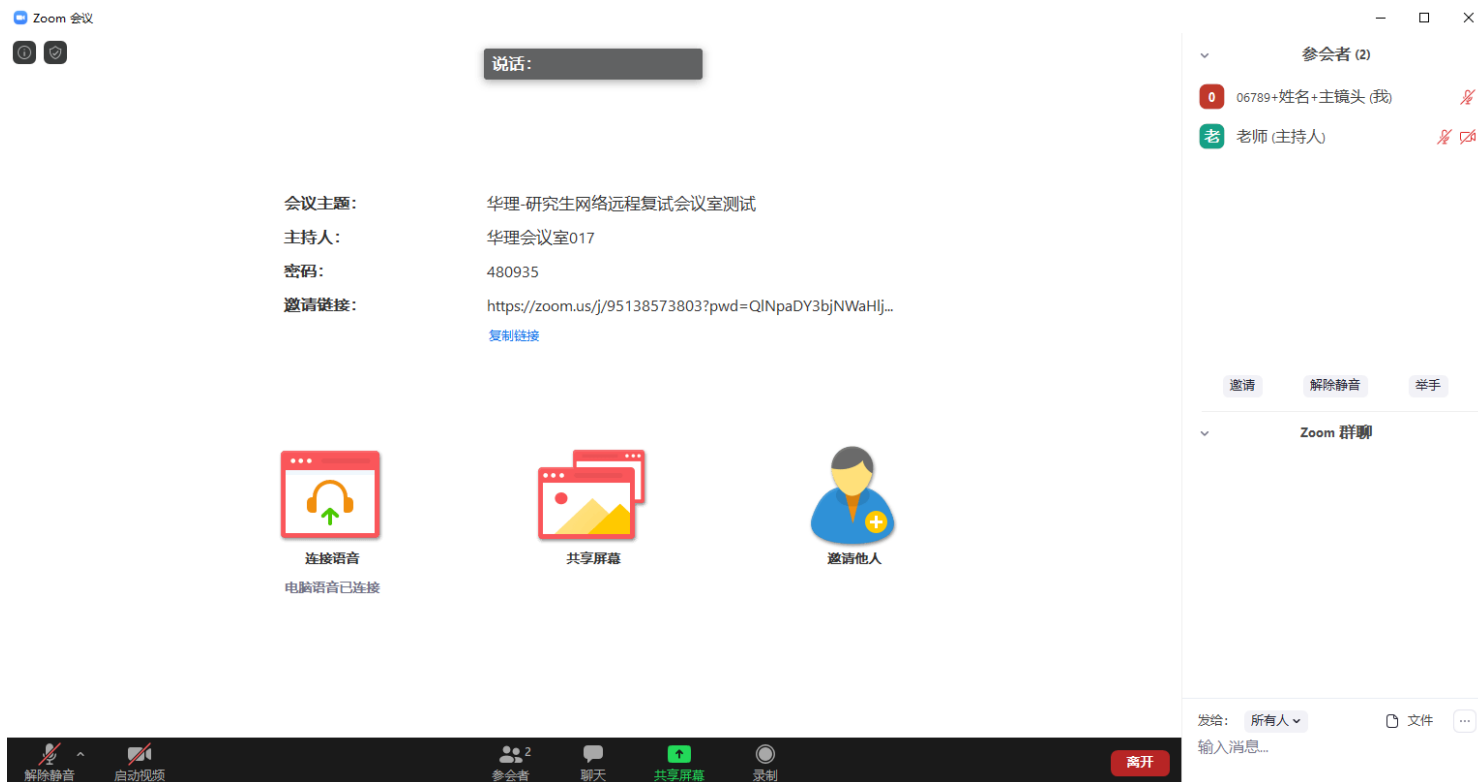 Zoom 会议
说话：
会议主题：
华理-研究生网络远程复试会议室测试
主持人：
华理会议室017
密码：
480935
邀请链接：
https://zoom.us/j/95138573803?pwd=QlNpaDY3bjNWaHlj...
复制链接
连接语音
共享屏幕
邀请他人
电脑语音已连接
参会者 (2)
0 06789+姓名+主镜头 (我)
老 老师 (主持人)
邀请 解除静音 举手
Zoom 群聊
发给： 所有人 文件 ...
输入消息...
解除静音
启动视频
2
参会者
聊天
共享屏幕
录制
离开